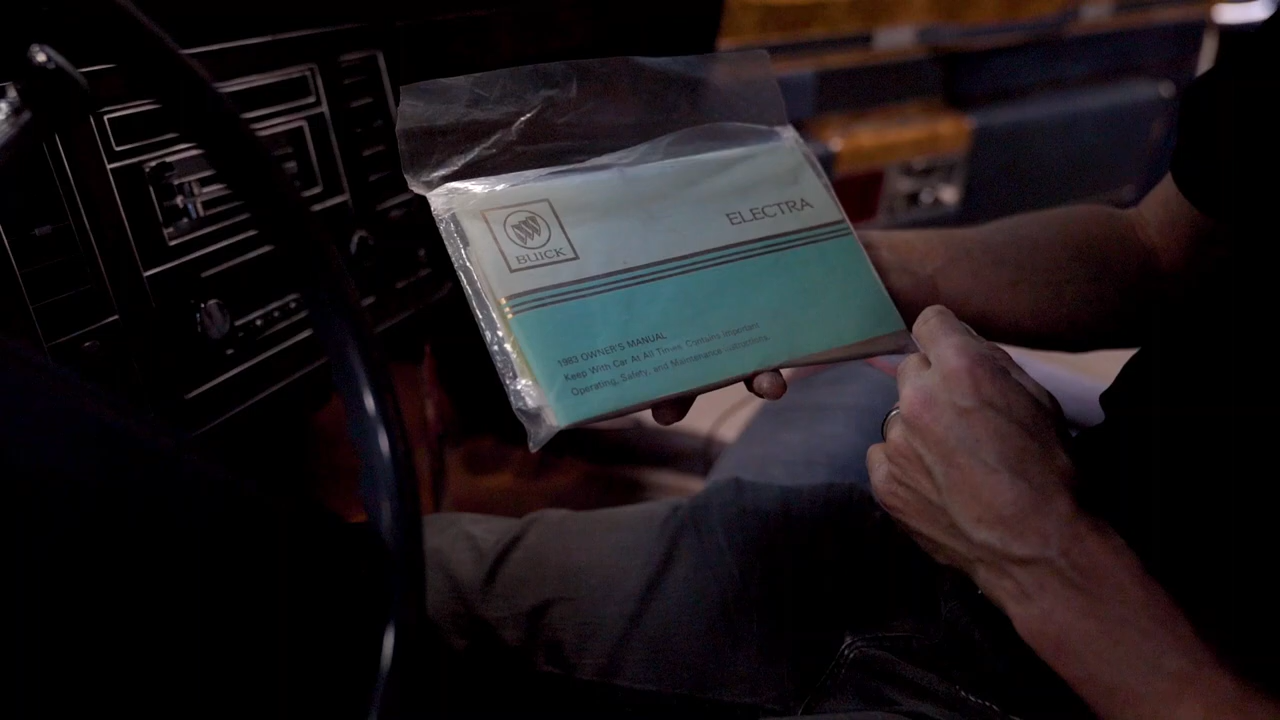 BUICK
ELECTRA
1983 OWNER'S MANUAL
Keep With Car At All Times. Contains Important
Operating, Safety, and Maintenance instructions.